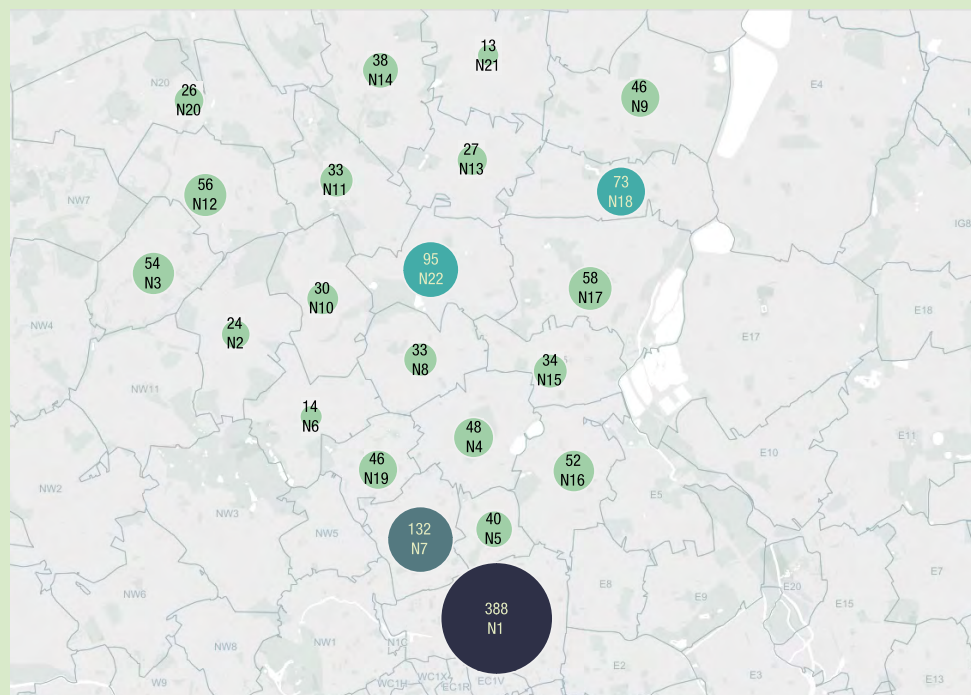 13
N21
38
N14
E4
N20
26
N20
46
N9
27
N13
33
N11
73
N18
56
N12
NW7
IG8
95
N22
54
N3
58
N17
30
N10
E18
NW4
24
N2
E17
33
N8
34
N15
NW11
14
N6
48
N4
E11
46
N19
52
N16
E10
NW2
E5
NW3
40
N5
132
N7
NW5
E7
E8
E20
NW6
E9
E15
388
N1
NW8
NW1
N1C
E2
E3
WC1X
EC1V
E13
W9
WC1H
EC1R